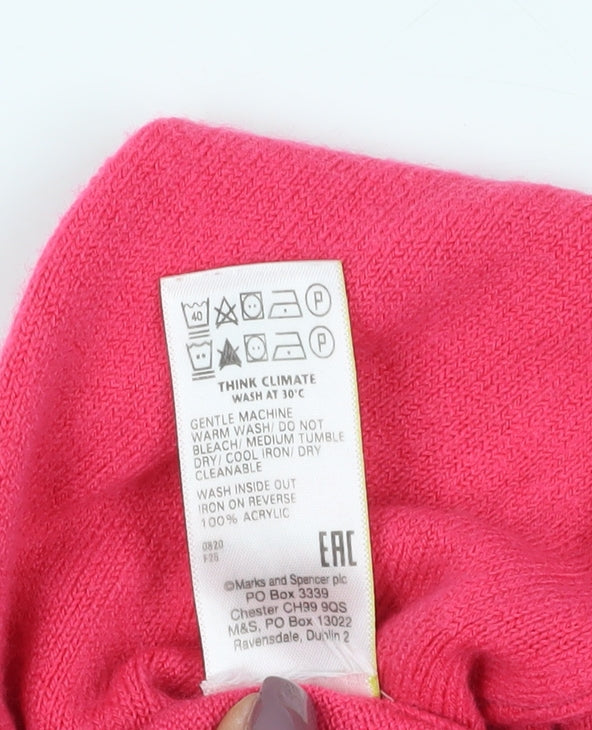 40 P
P
THINK CLIMATE
WASH AT 30°C
GENTLE MACHINE
WARM WASH/ DO NOT
BLEACH/ MEDIUM TUMBLE
DRY/ COOL IRON/ DRY
CLEANABLE
WASH INSIDE OUT
IRON ON REVERSE
100% ACRYLIC
0820
F25
EAC
©Marks and Spencer plc
PO Box 3339
Chester CH99 9QS
M&S, PO Box 13022
Ravensdale, Dublin 2